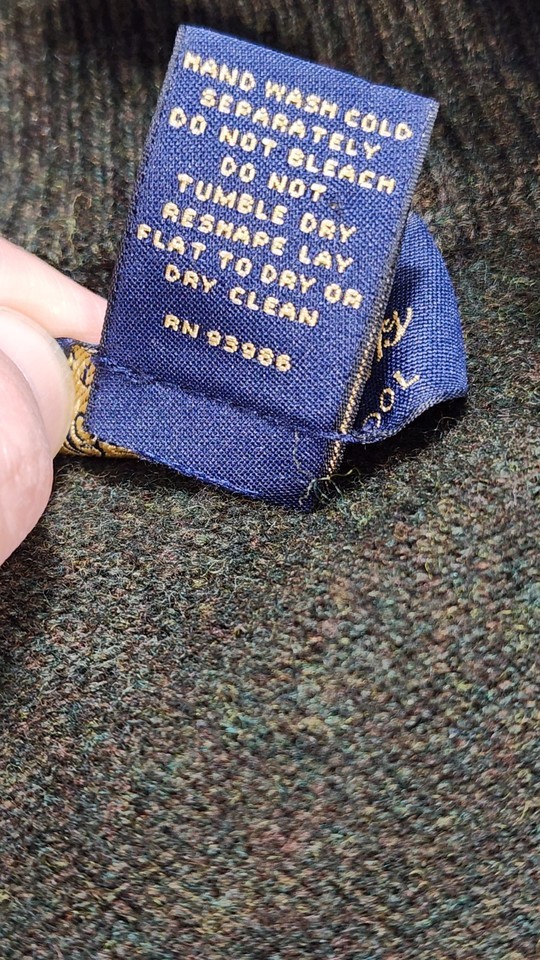 HAND WASH COLD
SEPARATELY
DO NOT BLEACH
DO NOT
TUMBLE DRY
RESHAPE LAY
FLAT TO DRY OR
DRY CLEAN
RN 93986